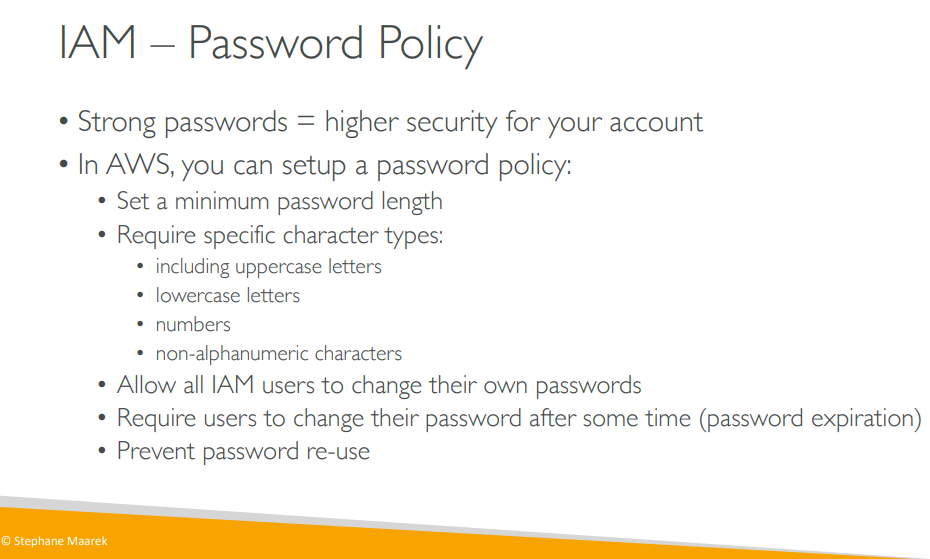 IAM – Password Policy
• Strong passwords = higher security for your account
• In AWS, you can setup a password policy:
• Set a minimum password length
• Require specific character types:
• including uppercase letters
• lowercase letters
• numbers
• non-alphanumeric characters
• Allow all IAM users to change their own passwords
• Require users to change their password after some time (password expiration)
• Prevent password re-use
© Stephane Maarek